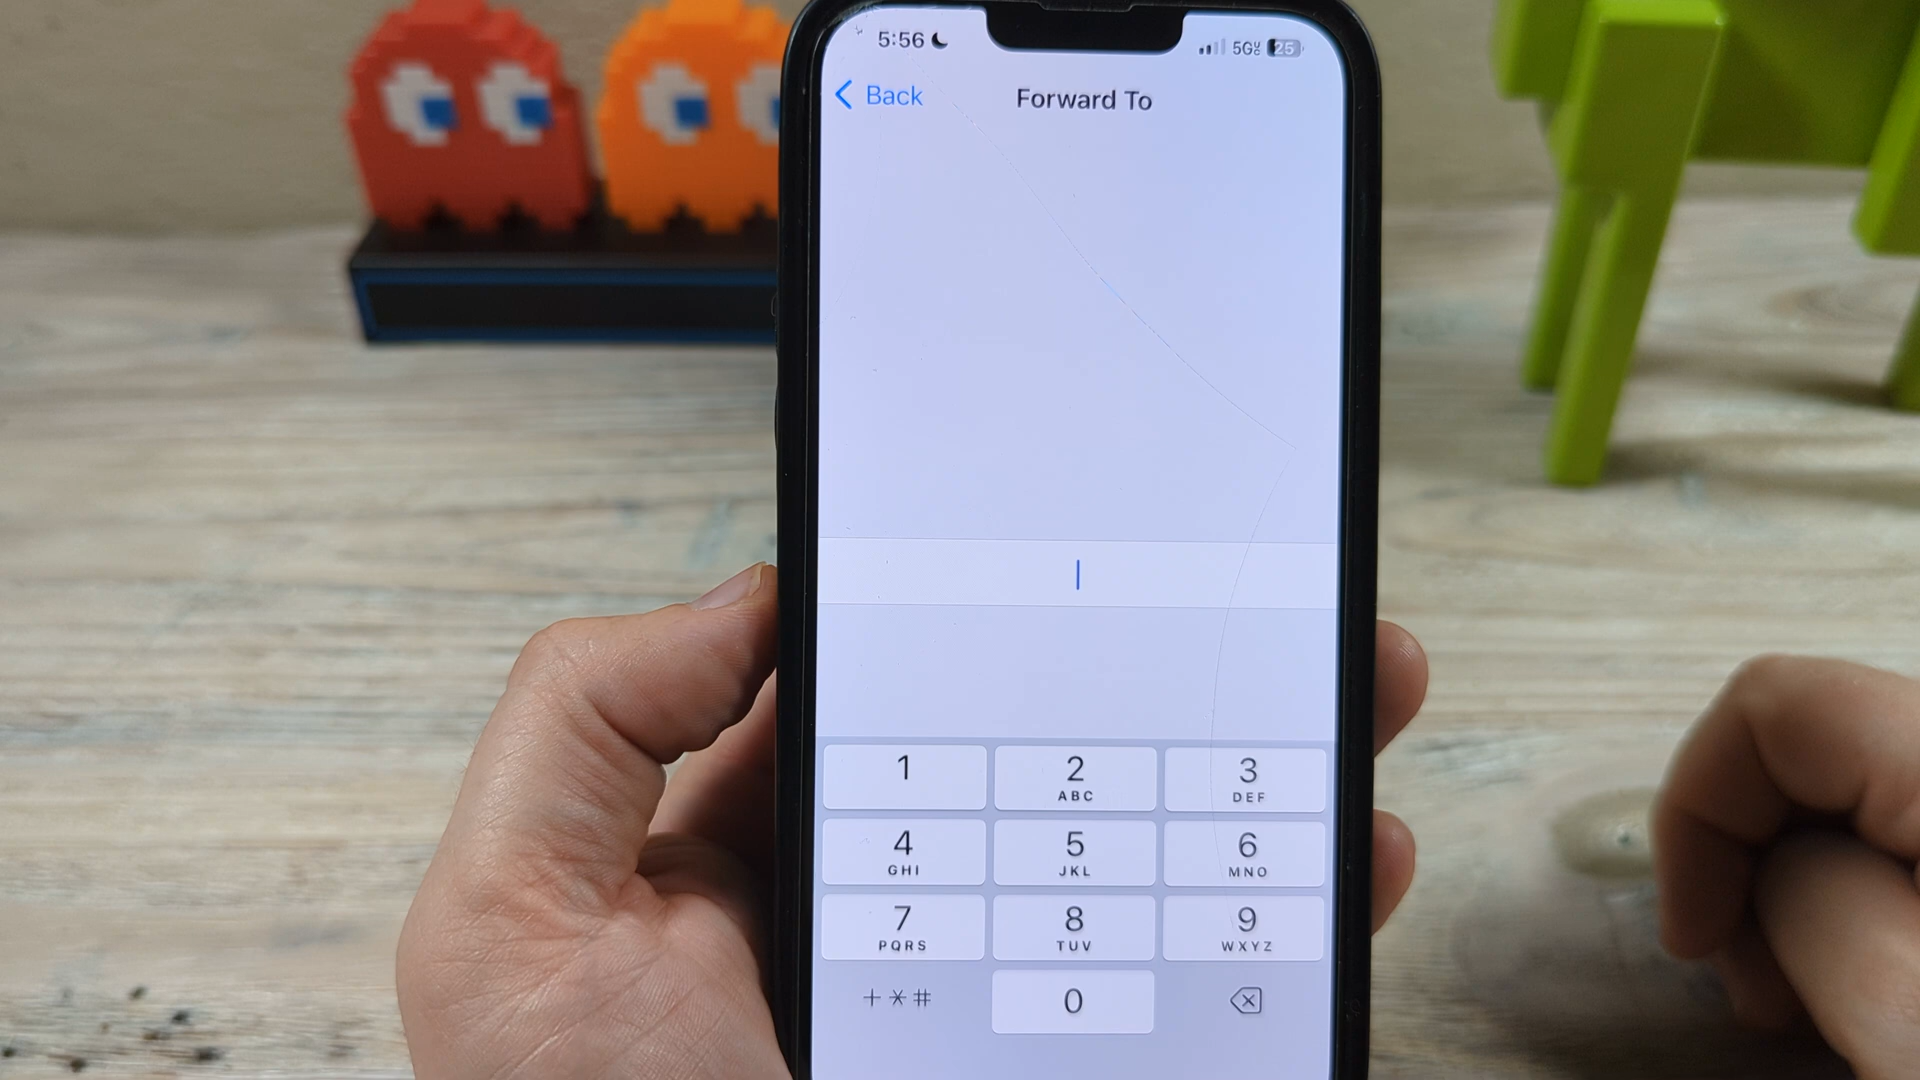 5:56
5G
25
Back
Forward To
1
2
ABC
3
DEF
4
GHI
5
JKL
6
MNO
7
PQRS
8
TUV
9
WXYZ
+*#
0